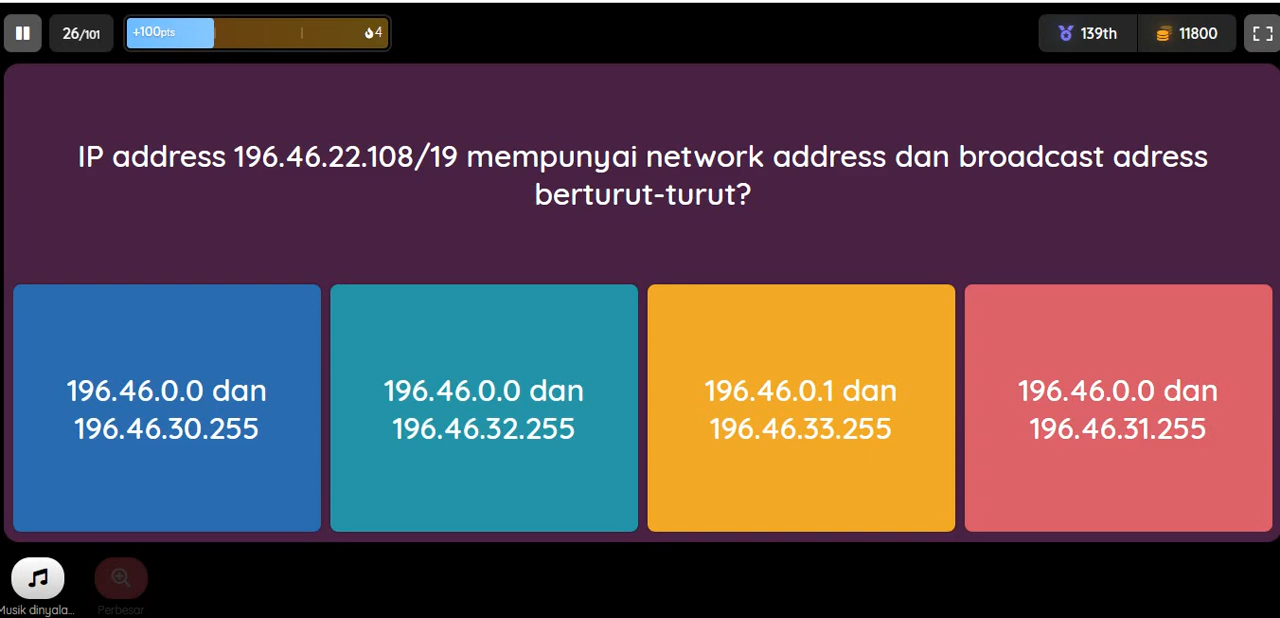 26/101
+100pts
4
139th
11800
IP address 196.46.22.108/19 mempunyai network address dan broadcast adress
berturut-turut?
196.46.0.0 dan
196.46.30.255
196.46.0.0 dan
196.46.32.255
196.46.0.1 dan
196.46.33.255
196.46.0.0 dan
196.46.31.255
Musik dinyala...
Perbesar